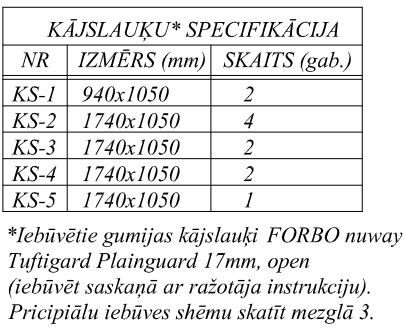 KĀJSLAUĶU* SPECIFIKĀCIJA
NR IZMĒRS (mm) SKAITS (gab.)
KS-1 940x1050 2
KS-2 1740x1050 4
KS-3 1740x1050 2
KS-4 1740x1050 2
KS-5 1740x1050 1
*Iebūvētie gumijas kājslauķi FORBO nuway
Tuftigard Plainguard 17mm, open
(iebūvēt saskaņā ar ražotāja instrukciju).
Pricipiālu iebūves shēmu skatīt mezglā 3.